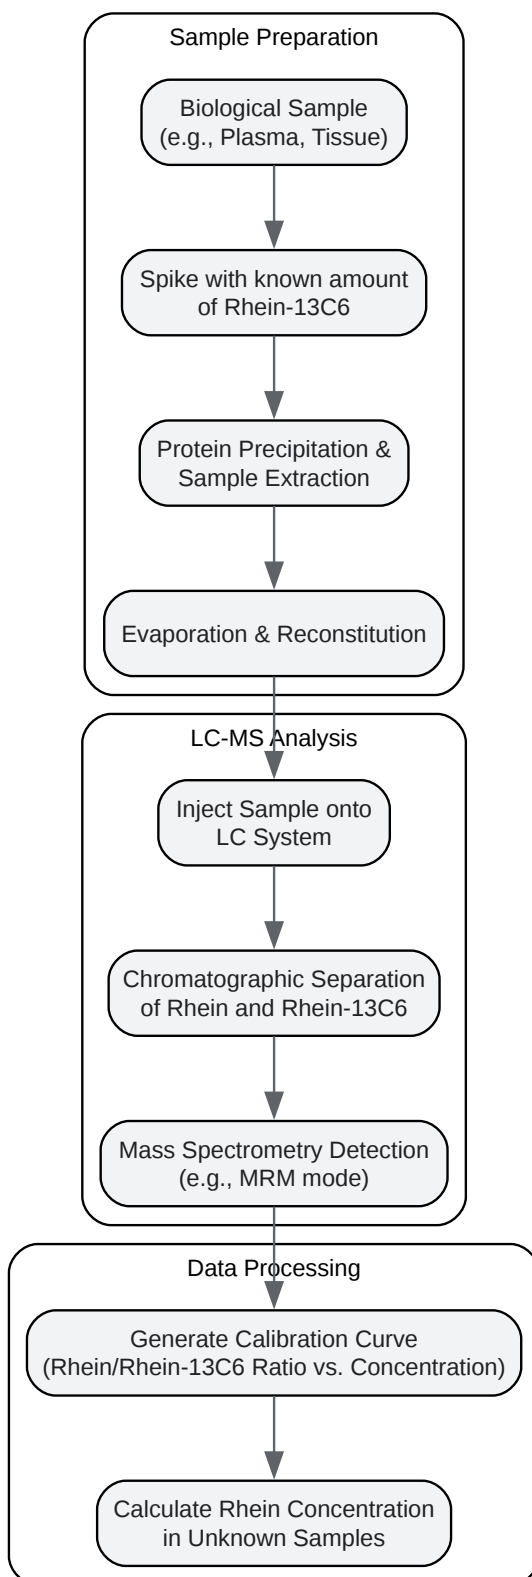 Sample Preparation
Biological Sample
(e.g., Plasma, Tissue)
Spike with known amount
of Rhein-13C6
Protein Precipitation &
Sample Extraction
Evaporation & Reconstitution
LC-MS Analysis
Inject Sample onto
LC System
Chromatographic Separation
of Rhein and Rhein-13C6
Mass Spectrometry Detection
(e.g., MRM mode)
Data Processing
Generate Calibration Curve
(Rhein/Rhein-13C6 Ratio vs. Concentration)
Calculate Rhein Concentration
in Unknown Samples